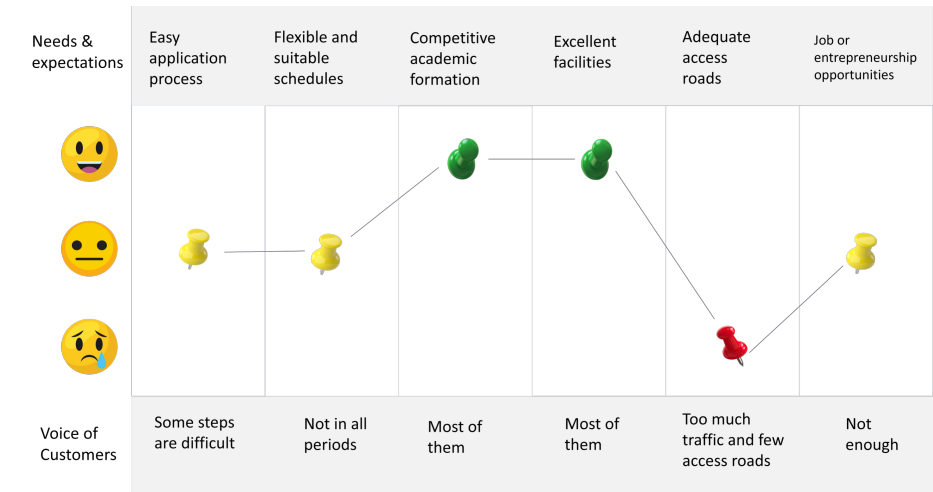 Needs &
expectations
Easy
application
process
Flexible and
suitable
schedules
Competitive
academic
formation
Excellent
facilities
Adequate
access
roads
Job or
entrepreneurship
opportunities
Voice of
Customers
Some steps
are difficult
Not in all
periods
Most of
them
Most of
them
Too much
traffic and few
access roads
Not
enough